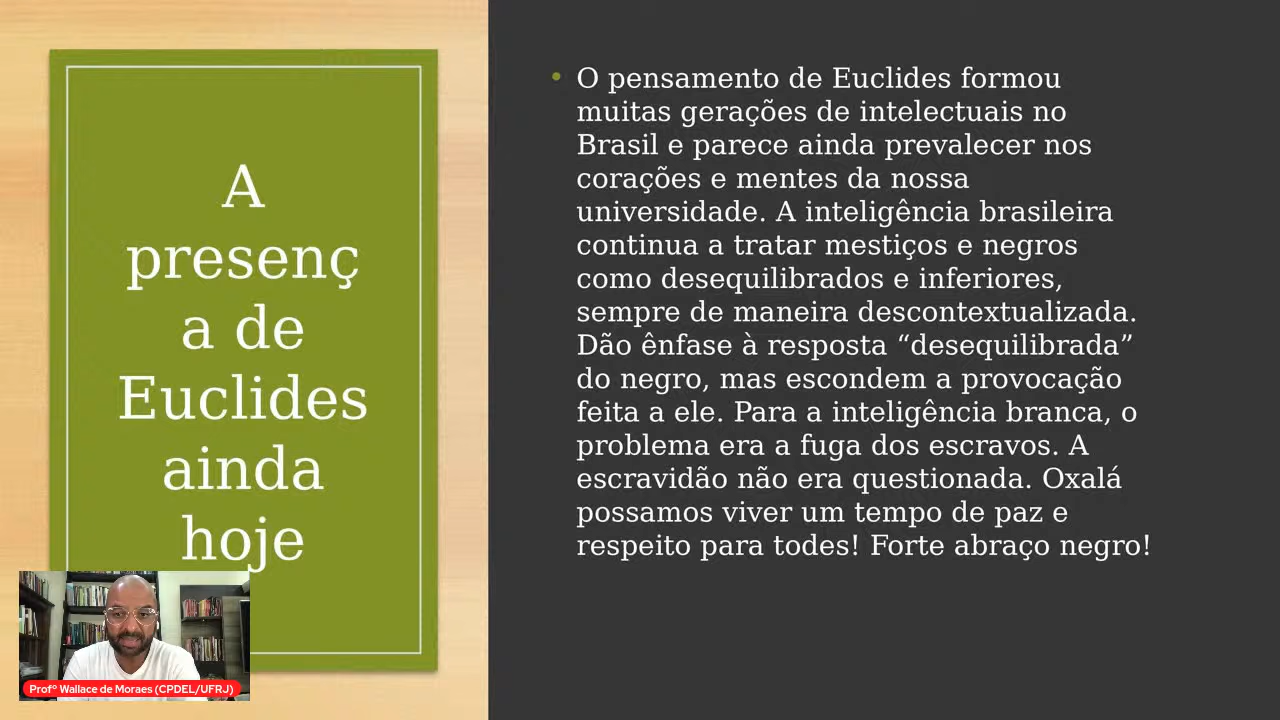 A
presenç
a de
Euclides
ainda
hoje
• O pensamento de Euclides formou
muitas gerações de intelectuais no
Brasil e parece ainda prevalecer nos
corações e mentes da nossa
universidade. A inteligência brasileira
continua a tratar mestiços e negros
como desequilibrados e inferiores,
sempre de maneira descontextualizada.
Dão ênfase à resposta “desequilibrada”
do negro, mas escondem a provocação
feita a ele. Para a inteligência branca, o
problema era a fuga dos escravos. A
escravidão não era questionada. Oxalá
possamos viver um tempo de paz e
respeito para todes! Forte abraço negro!
Profº Wallace de Moraes (CPDEL/UFRJ)